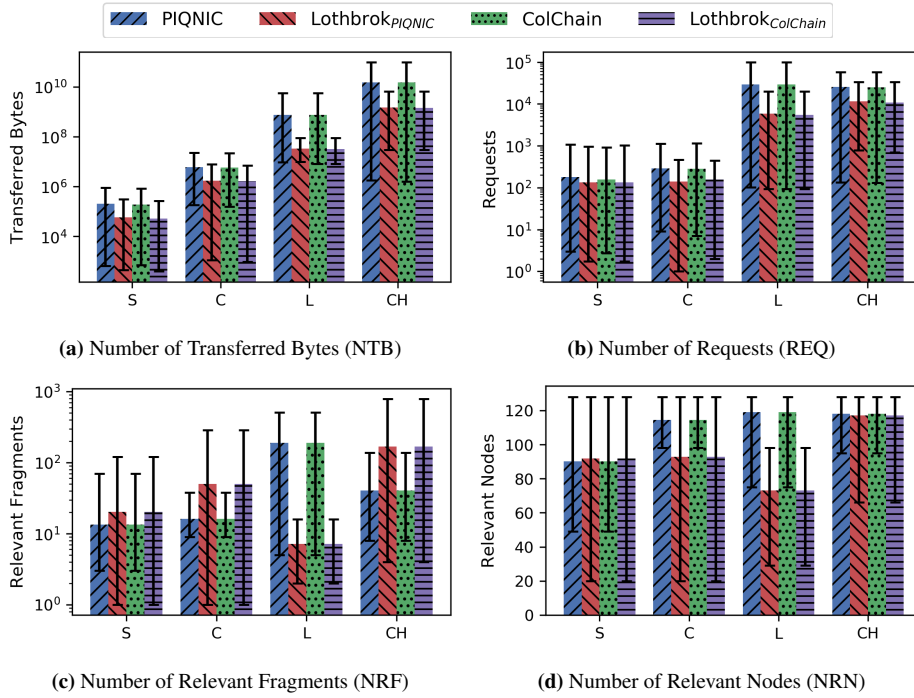 PIQNIC Lothbrok_PIQNIC ColChain Lothbrok_ColChain
Transferred Bytes
10^10
10^8
10^6
10^4
S C L CH
(a) Number of Transferred Bytes (NTB)
Requests
10^5
10^4
10^3
10^2
10^1
10^0
S C L CH
(b) Number of Requests (REQ)
Relevant Fragments
10^3
10^2
10^1
10^0
S C L CH
(c) Number of Relevant Fragments (NRF)
Relevant Nodes
120
100
80
60
40
20
0
S C L CH
(d) Number of Relevant Nodes (NRN)